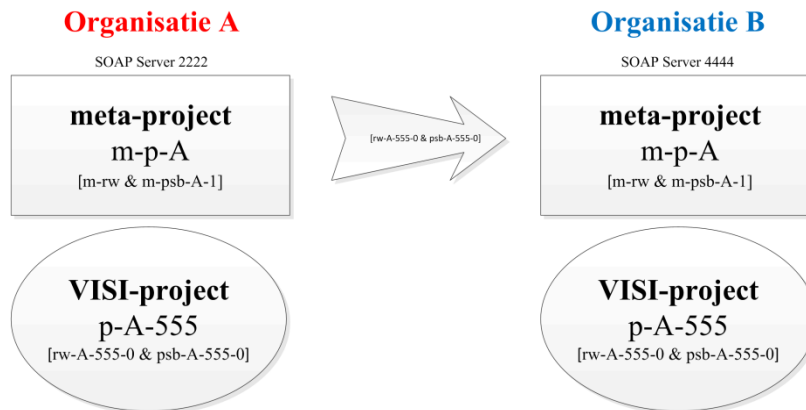 Organisatie A
SOAP Server 2222
meta-project
m-p-A
[m-rw & m-psb-A-1]
VISI-project
p-A-555
[rw-A-555-0 & psb-A-555-0]
[rw-A-555-0 & psb-A-555-0]
Organisatie B
SOAP Server 4444
meta-project
m-p-A
[m-rw & m-psb-A-1]
VISI-project
p-A-555
[rw-A-555-0 & psb-A-555-0]